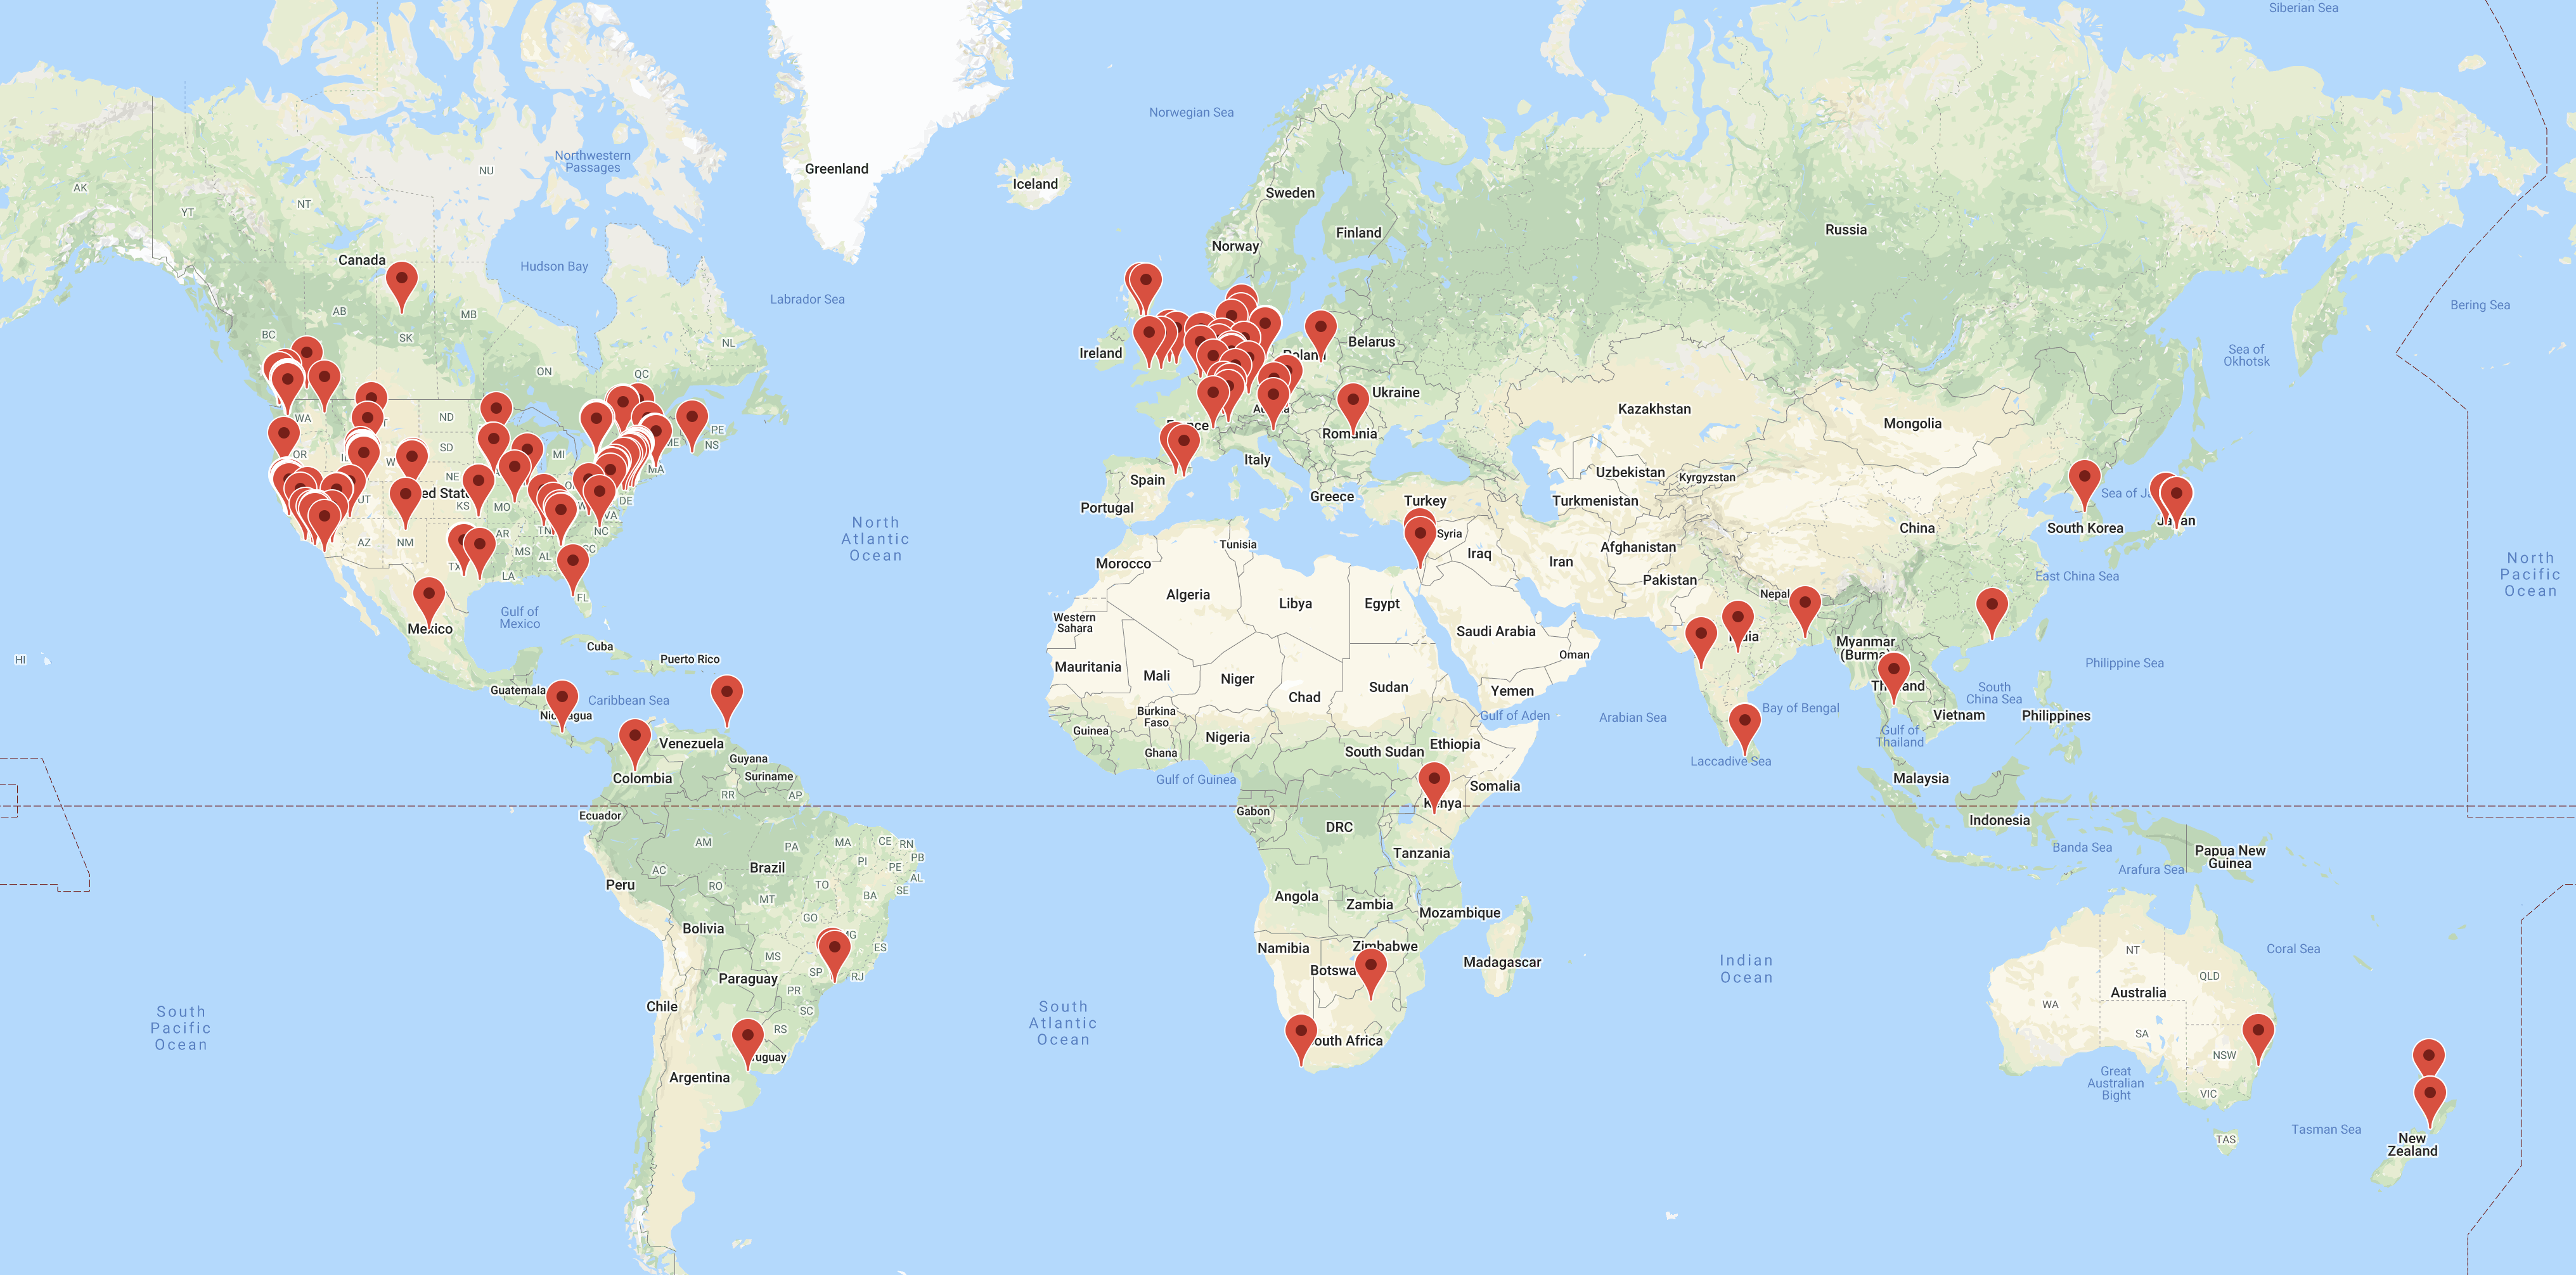 Siberian Sea
Norwegian Sea
Northwestern
Passages
Greenland
NU
Iceland
AK
Sweden
NT
YT
Russia
Finland
Norway
Canada
Hudson Bay
Labrador Sea
Bering Sea
AB
MB
BC
SK
NL
Sea of
Okhotsk
Belarus
Ireland
ON
QC
Ukraine
Kazakhstan
ND
WA
Mongolia
PE
NS
Romania
SD
OR
MI
Italy
Uzbekistan
Kyrgyzstan
MA
NE
Spain
UT
KS
MO
Greece
Turkey
Turkmenistan
Portugal
DE
VA
North
Atlantic
Ocean
China
South Korea
TN
NC
AR
AZ
NM
Syria
Iraq
Iran
Afghanistan
Tunisia
MS
AL
Morocco
Pakistan
East China Sea
North
Pacific
Ocean
LA
Algeria
Libya
Egypt
Nepal
FL
Gulf of
Mexico
Western
Sahara
Mexico
Saudi Arabia
Cuba
Myanmar
(Burma)
Oman
HI
Puerto Rico
Mauritania
Mali
Niger
Chad
Sudan
Yemen
Philippine Sea
Guatemala
Caribbean Sea
South
China Sea
Bay of Bengal
Burkina
Faso
Gulf of Aden
Arabian Sea
Vietnam
Philippines
Guinea
Nigeria
Gulf of
Thailand
Venezuela
Ghana
South Sudan
Ethiopia
Guyana
Laccadive Sea
Suriname
Colombia
Gulf of Guinea
Somalia
Malaysia
RR
AP
Gabon
Ecuador
Indonesia
DRC
AM
PA
MA
CE
RN
Banda Sea
Papua New
Guinea
Tanzania
PB
PI
PE
Brazil
AC
Arafura Sea
AL
Peru
RO
TO
SE
BA
MT
Angola
Zambia
Mozambique
GO
Bolivia
ES
Namibia
Zimbabwe
Coral Sea
NT
MS
Madagascar
SP
RJ
QLD
Indian
Ocean
Paraguay
PR
Australia
Chile
WA
SC
South
Pacific
Ocean
South
Atlantic
Ocean
RS
SA
NSW
Argentina
Great
Australian
Bight
VIC
Tasman Sea
TAS
New
Zealand